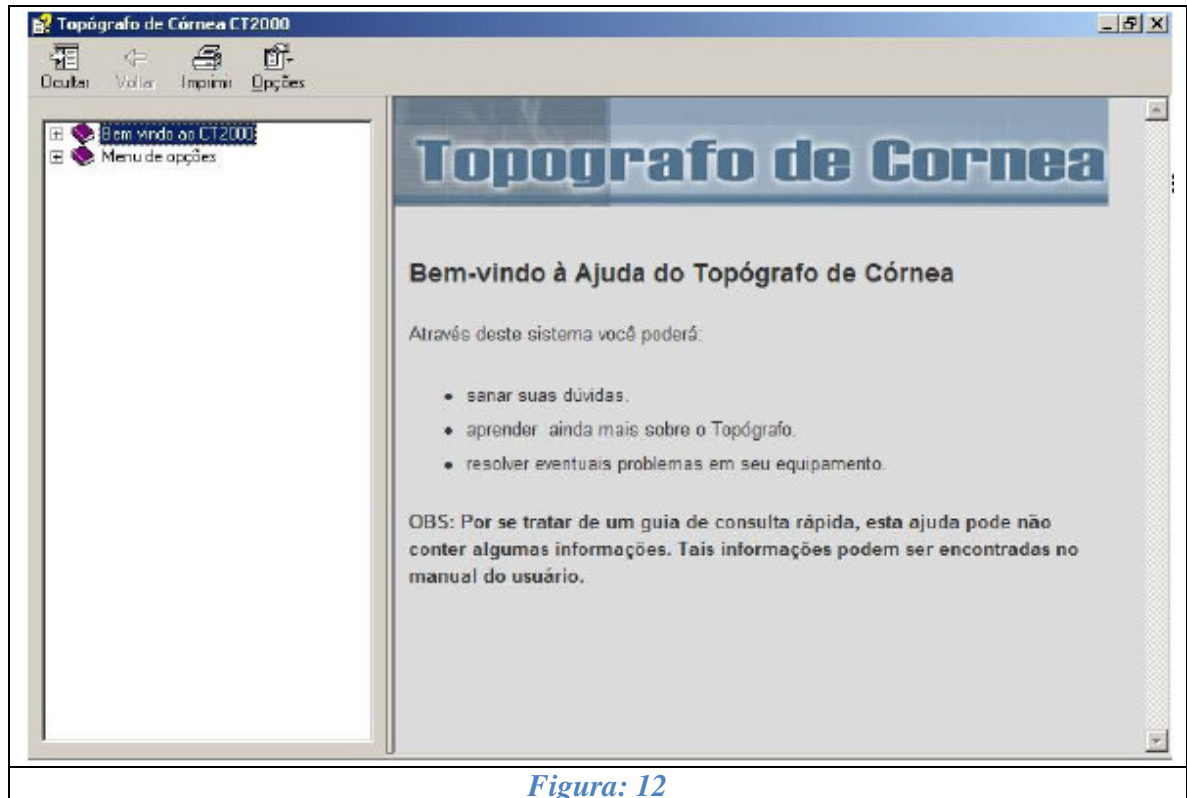 Topógrafo de Córnea CT2000
Ocultar Voltar Imprimir Opções
Bem vindo ao CT2000
Menu de opções
Topografo de Cornea
Bem-vindo à Ajuda do Topógrafo de Córnea
Através deste sistema você poderá:
• sanar suas dúvidas.
• aprender ainda mais sobre o Topógrafo.
• resolver eventuais problemas em seu equipamento.
OBS: Por se tratar de um guia de consulta rápida, esta ajuda pode não
conter algumas informações. Tais informações podem ser encontradas no
manual do usuário.
Figura: 12